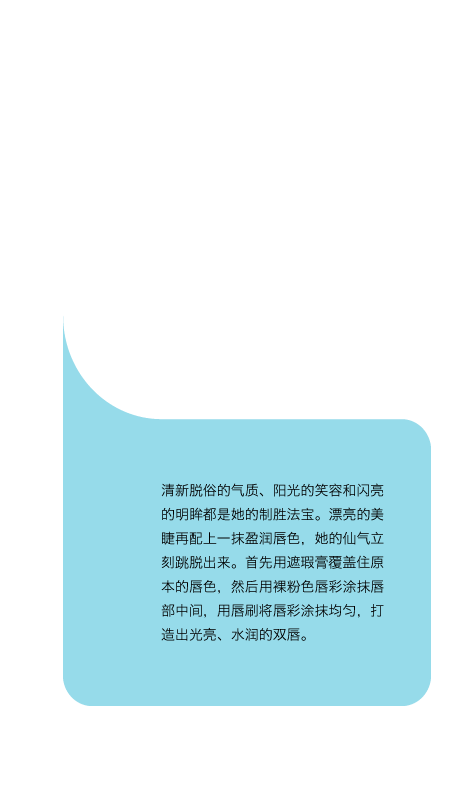 清新脱俗的气质、阳光的笑容和闪亮
的明眸都是她的制胜法宝。漂亮的美
睫再配上一抹盈润唇色，她的仙气立
刻跳脱出来。首先用遮瑕膏覆盖住原
本的唇色，然后用裸粉色唇彩涂抹唇
部中间，用唇刷将唇彩涂抹均匀，打
造出光亮、水润的双唇。